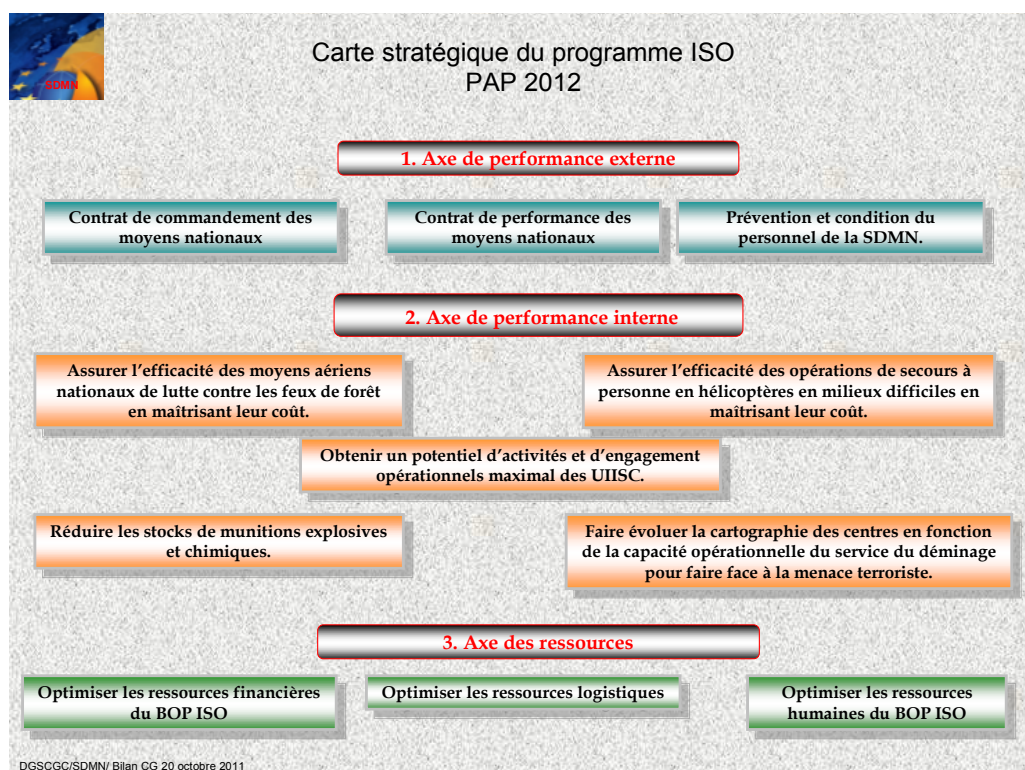 SDMN
Carte stratégique du programme ISO
PAP 2012
1. Axe de performance externe
Contrat de commandement des
moyens nationaux
Contrat de performance des
moyens nationaux
Prévention et condition du
personnel de la SDMN.
2. Axe de performance interne
Assurer l’efficacité des moyens aériens
nationaux de lutte contre les feux de forêt
en maîtrisant leur coût.
Assurer l’efficacité des opérations de secours à
personne en hélicoptères en milieux difficiles en
maîtrisant leur coût.
Obtenir un potentiel d’activités et d’engagement
opérationnels maximal des UIISC.
Réduire les stocks de munitions explosives
et chimiques.
Faire évoluer la cartographie des centres en fonction
de la capacité opérationnelle du service du déminage
pour faire face à la menace terroriste.
3. Axe des ressources
Optimiser les ressources financières
du BOP ISO
Optimiser les ressources logistiques
Optimiser les ressources
humaines du BOP ISO
DGSCGC/SDMN/ Bilan CG 20 octobre 2011